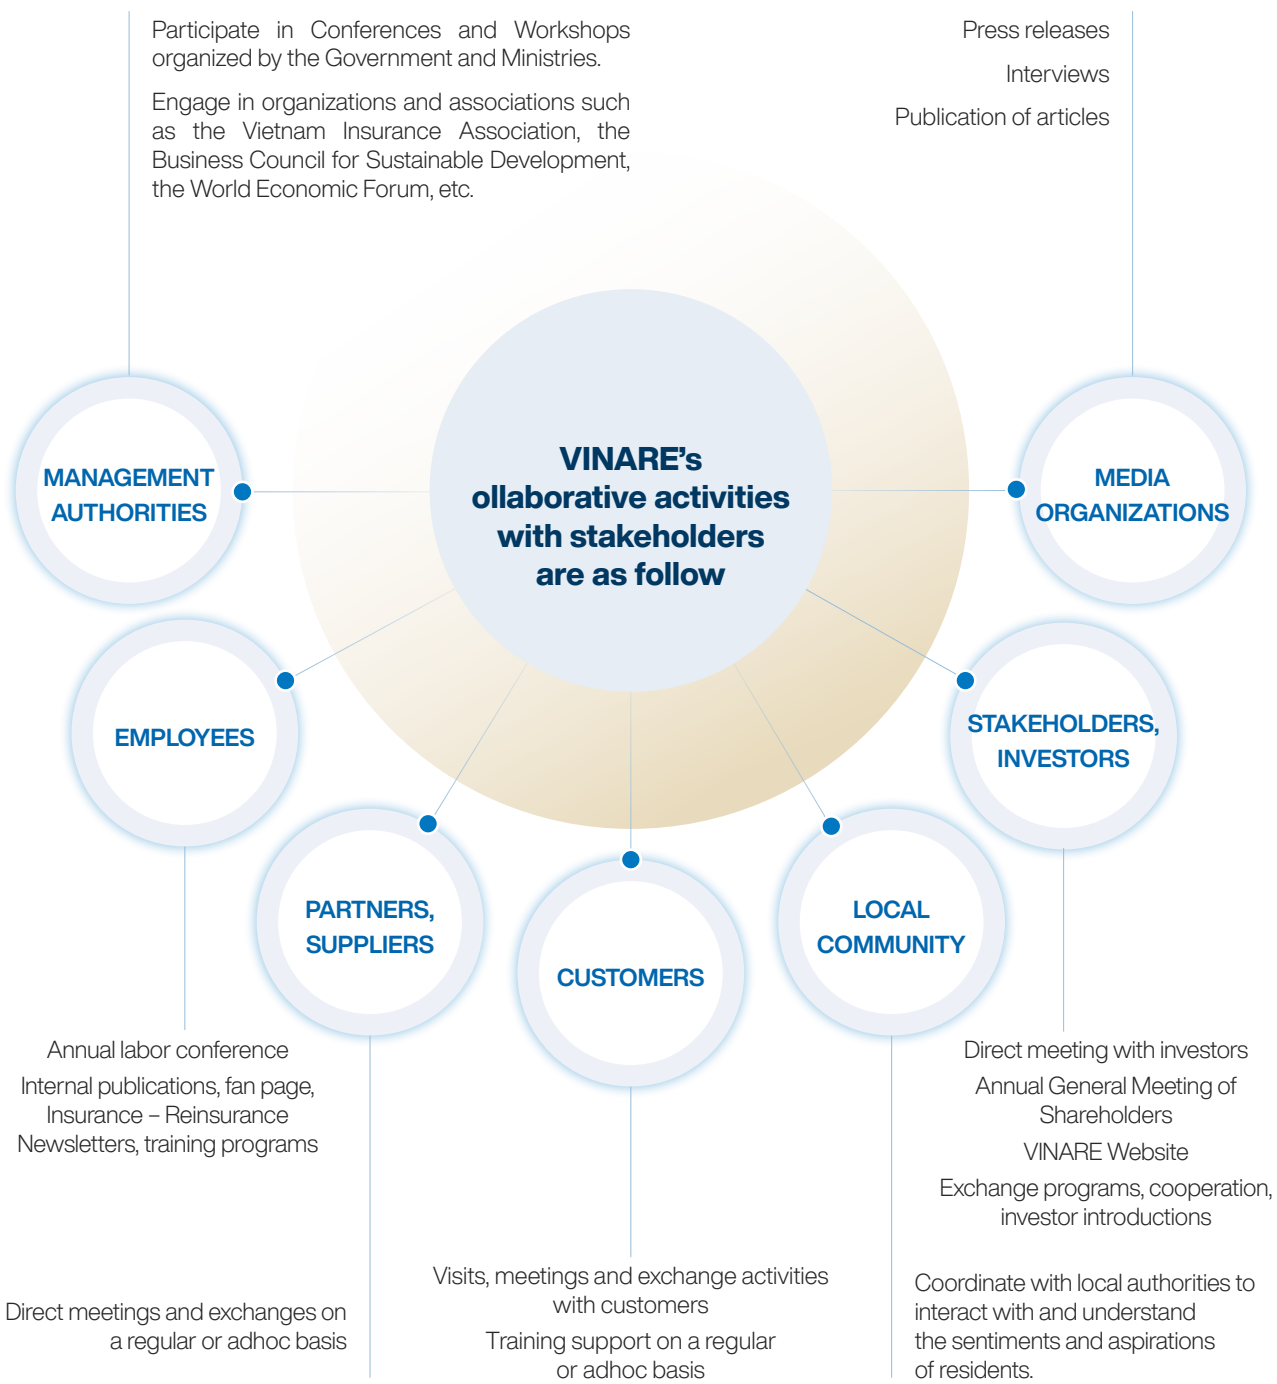 Participate in Conferences and Workshops
organized by the Government and Ministries.
Engage in organizations and associations such
as the Vietnam Insurance Association, the
Business Council for Sustainable Development,
the World Economic Forum, etc.
Press releases
Interviews
Publication of articles
VINARE's
ollaborative activities
with stakeholders
are as follow
MANAGEMENT
AUTHORITIES
MEDIA
ORGANIZATIONS
EMPLOYEES
STAKEHOLDERS,
INVESTORS
PARTNERS,
SUPPLIERS
LOCAL
COMMUNITY
CUSTOMERS
Annual labor conference
Internal publications, fan page,
Insurance – Reinsurance
Newsletters, training programs
Direct meeting with investors
Annual General Meeting of
Shareholders
VINARE Website
Exchange programs, cooperation,
investor introductions
Direct meetings and exchanges on
a regular or adhoc basis
Visits, meetings and exchange activities
with customers
Training support on a regular
or adhoc basis
Coordinate with local authorities to
interact with and understand
the sentiments and aspirations
of residents.